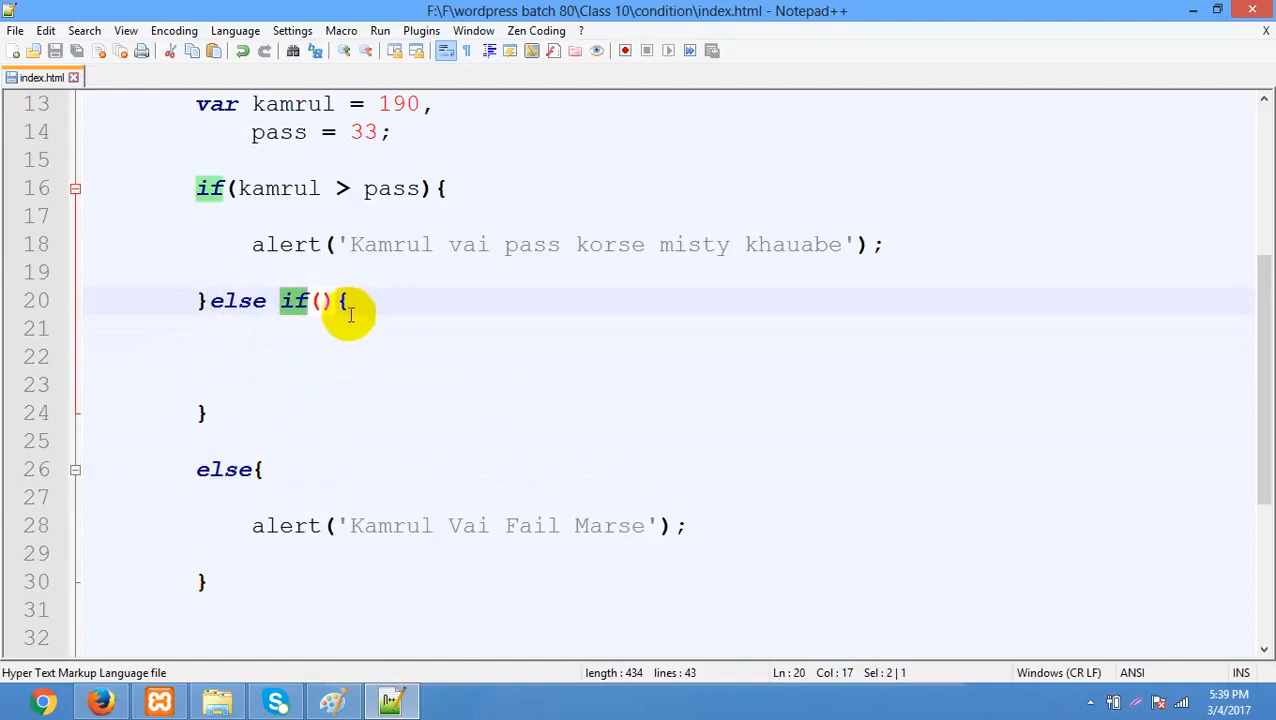 F:\F\wordpress batch 80\Class 10\condition\index.html - Notepad++
File Edit Search View Encoding Language Settings Macro Run Plugins Window Zen Coding ? X
index.html
13 var kamrul = 190,
14 pass = 33;
15
16 if(kamrul > pass){
17
18 alert('Kamrul vai pass korse misty khauabe');
19
20 }else if(){
21
22
23
24 }
25
26 else{
27
28 alert('Kamrul Vai Fail Marse');
29
30 }
31
32
Hyper Text Markup Language file length : 434 lines : 43 Ln : 20 Col : 17 Sel : 2 | 1 Windows (CR LF) ANSI INS
5:39 PM
3/4/2017